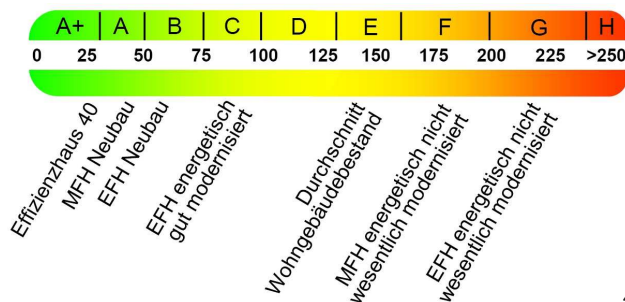 A+ A B C D E F G H
0 25 50 75 100 125 150 175 200 225 >250
Effizienzhaus 40
MFH Neubau
EFH Neubau
EFH energetisch
gut modernisiert
Durchschnitt
Wohngebäudebestand
MFH energetisch nicht
wesentlich modernisiert
EFH energetisch nicht
wesentlich modernisiert